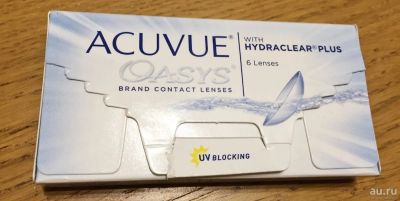 ACUVUE®
OASYS®
BRAND CONTACT LENSES
WITH
HYDRACLEAR® PLUS
6 Lenses
UV BLOCKING
au.ru